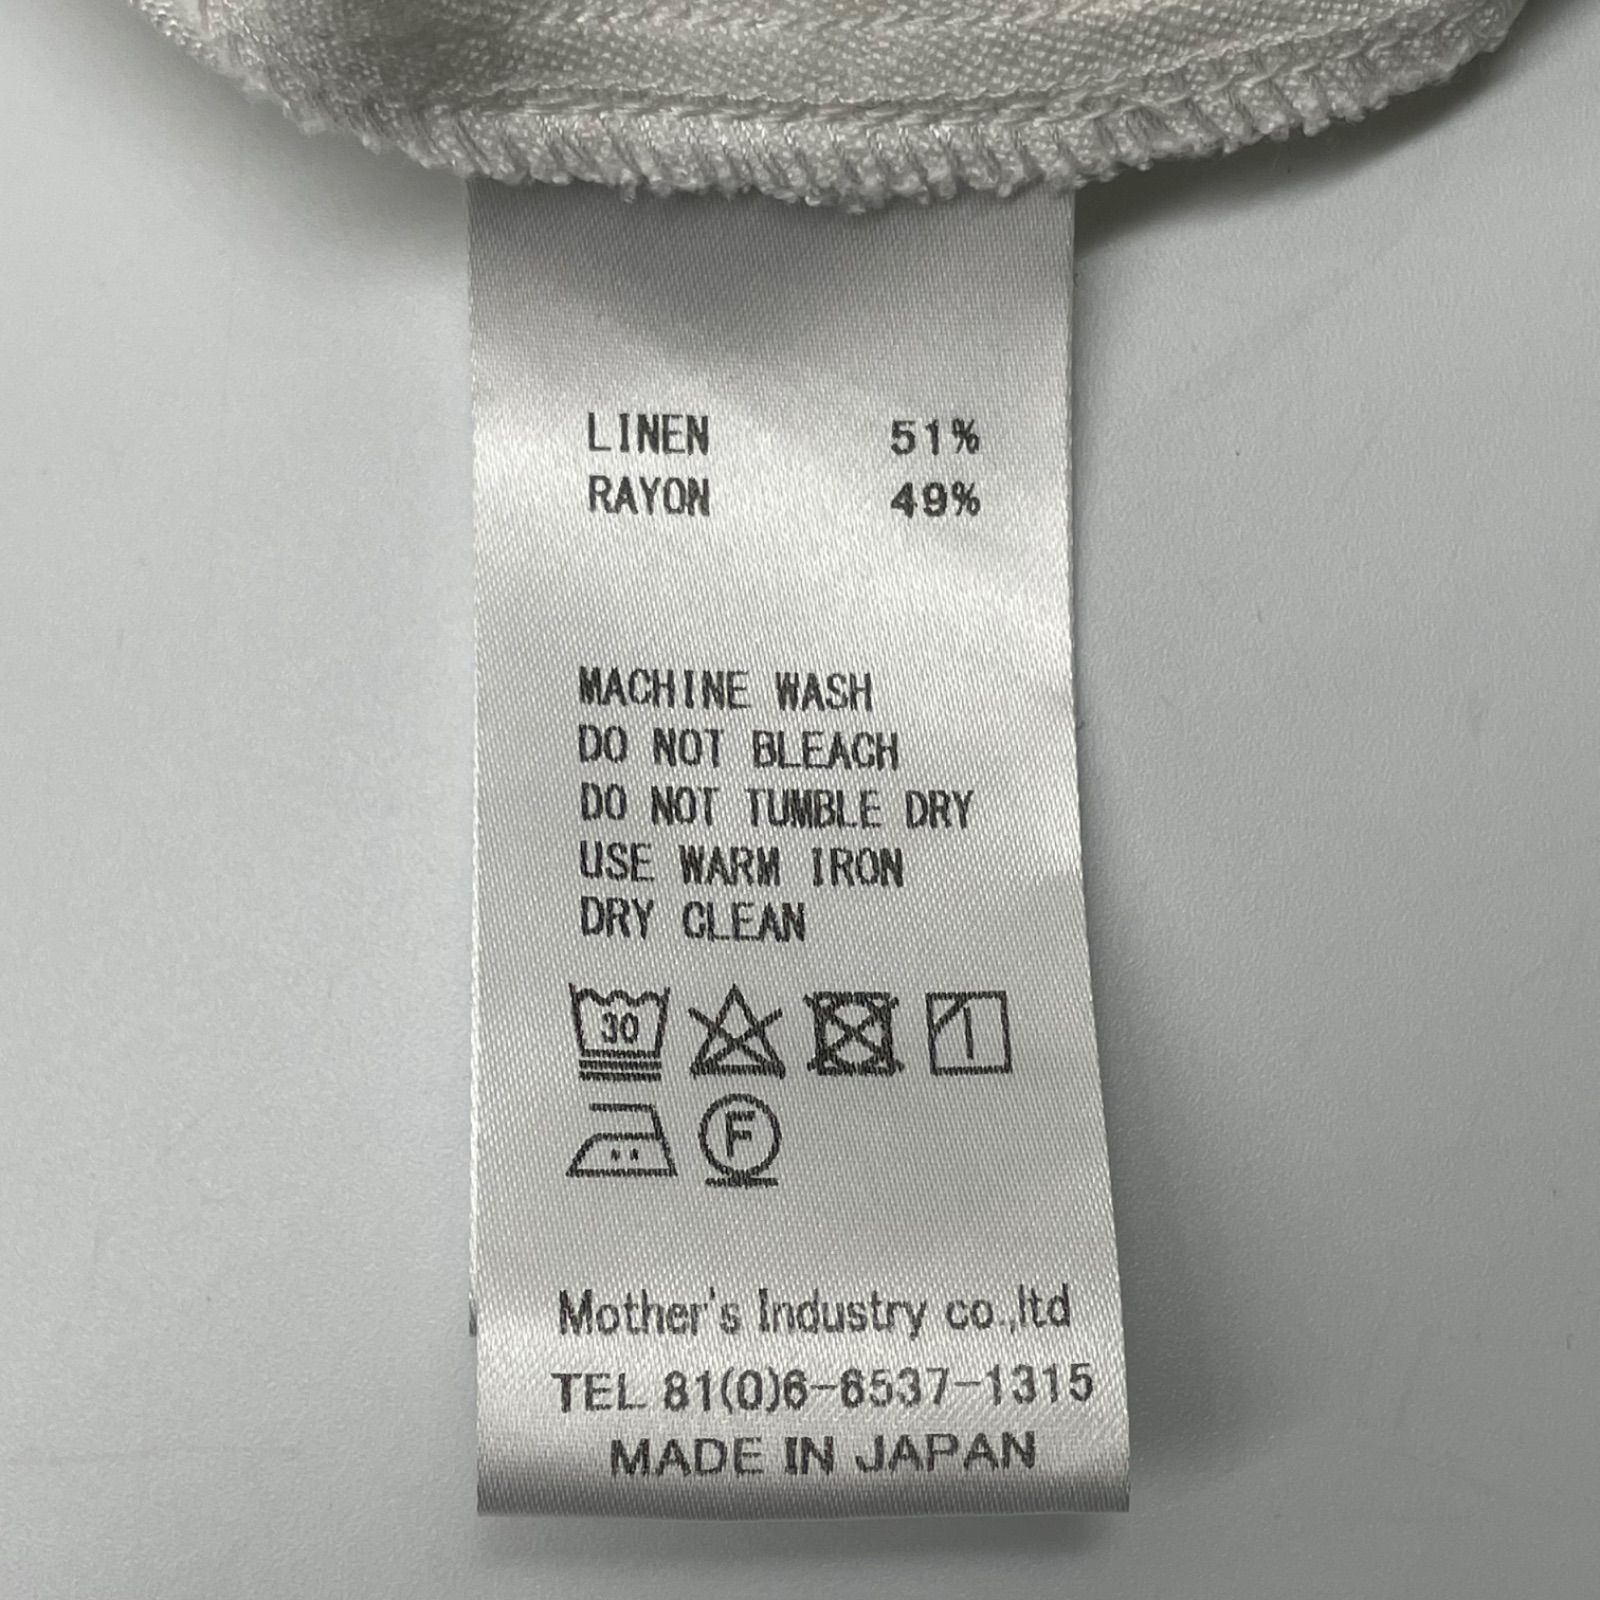 LINEN 51%
RAYON 49%
MACHINE WASH
DO NOT BLEACH
DO NOT TUMBLE DRY
USE WARM IRON
DRY CLEAN
30
F
Mother's Industry co.,ltd
TEL 81(0)6-6537-1315
MADE IN JAPAN